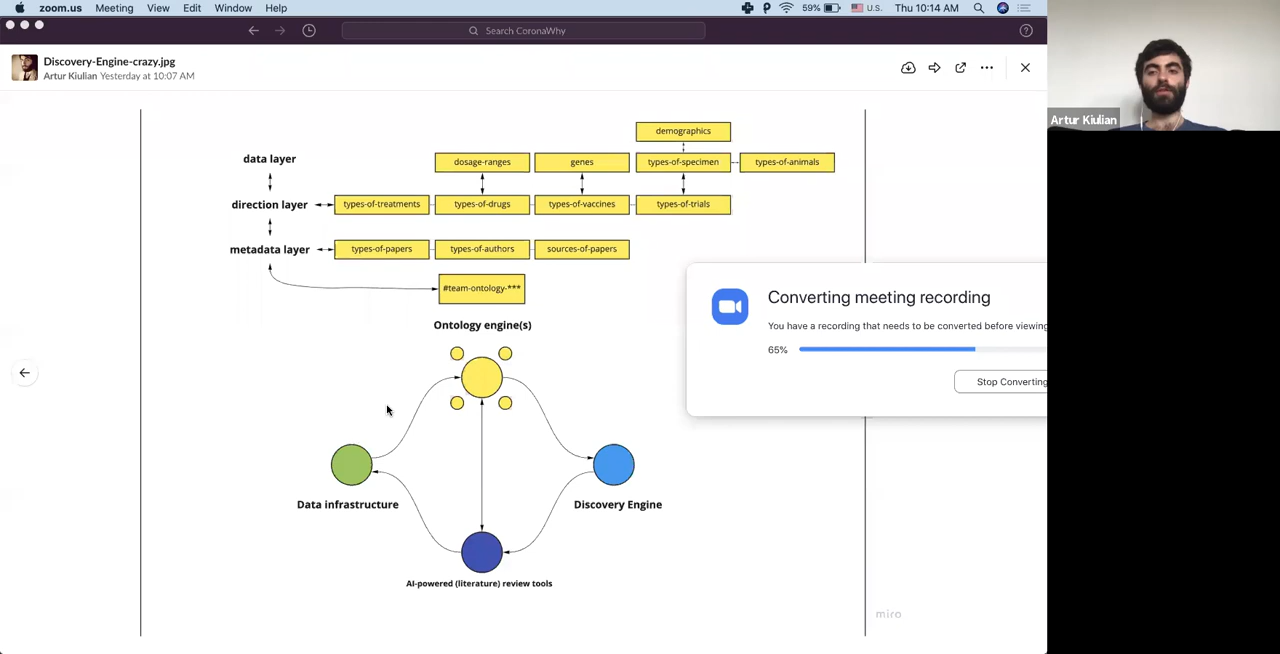 zoom.us Meeting View Edit Window Help
59% U.S. Thu 10:14 AM
Search CoronaWhy
Discovery-Engine-crazy.jpg
Artur Kiulian Yesterday at 10:07 AM
Artur Kiulian
demographics
data layer
dosage-ranges genes types-of-specimen types-of-animals
direction layer types-of-treatments types-of-drugs types-of-vaccines types-of-trials
metadata layer types-of-papers types-of-authors sources-of-papers
#team-ontology-***
Ontology engine(s)
Converting meeting recording
You have a recording that needs to be converted before viewing
65%
Stop Converting
Data infrastructure Discovery Engine
AI-powered (literature) review tools
miro